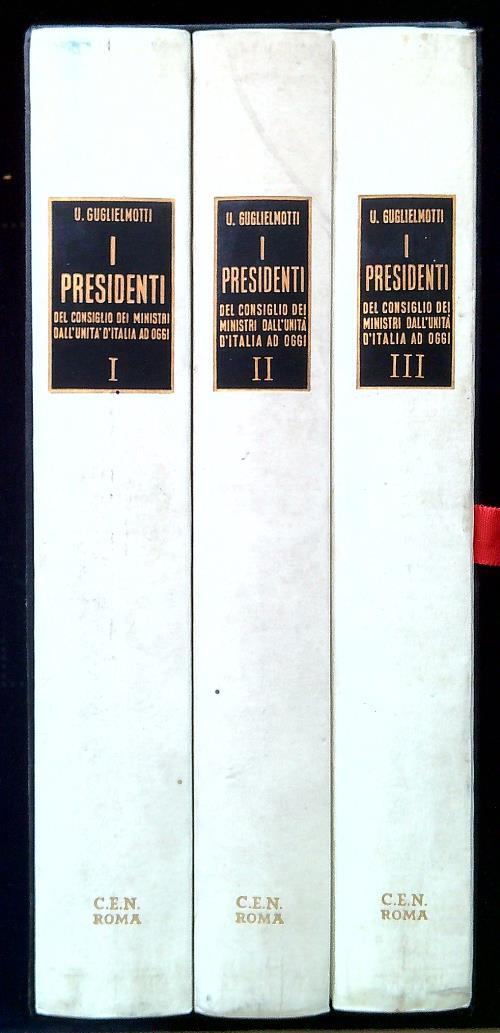 U. GUGLIELMOTTI
I
PRESIDENTI
DEL CONSIGLIO DEI MINISTRI
DALL'UNITA' D'ITALIA AD OGGI
I
C.E.N.
ROMA
U. GUGLIELMOTTI
I
PRESIDENTI
DEL CONSIGLIO DEI
MINISTRI DALL'UNITÀ
D'ITALIA AD OGGI
II
C.E.N.
ROMA
U. GUGLIELMOTTI
I
PRESIDENTI
DEL CONSIGLIO DEI
MINISTRI DALL'UNITÀ
D'ITALIA AD OGGI
III
C.E.N.
ROMA